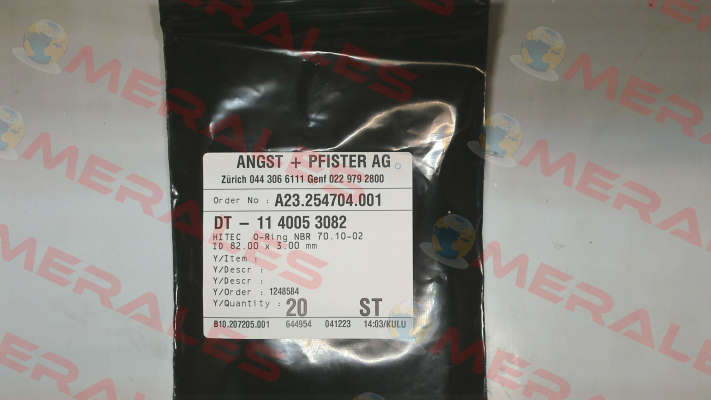 ANGST + PFISTER AG
Zürich 044 306 6111 Genf 022 979 2800
Order No : A23.254704.001
DT - 11 4005 3082
HITEC O-Ring NBR 70.10-02
ID 82.00 x 3.00 mm
Y/Item :
Y/Descr :
Y/Descr :
Y/Order : 1248584
Y/Quantity : 20 ST
B10.207205.001 644954 041223 14:03/KULU
MERALES
MERALES
MERALES
MERALES
MERALES
MERALES